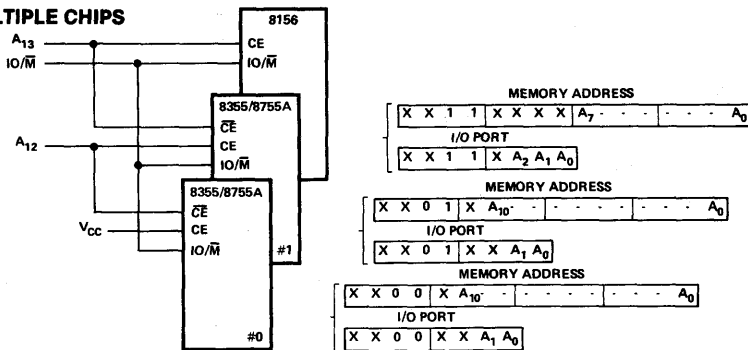 LTIPLE CHIPS
8156
A₁₃
CE
IO/M̅
IO/M̅
8355/8755A
C̅E̅
A₁₂
CE
IO/M̅
8355/8755A
C̅E̅
V_CC
CE
IO/M̅
#1
#0
MEMORY ADDRESS
X X 1 1 X X X X A₇ - - - - - - A₀
I/O PORT
X X 1 1 X A₂ A₁ A₀
MEMORY ADDRESS
X X 0 1 X A₁₀ - - - - - - - - - A₀
I/O PORT
X X 0 1 X X A₁ A₀
MEMORY ADDRESS
X X 0 0 X A₁₀ - - - - - - - - - A₀
I/O PORT
X X 0 0 X X A₁ A₀